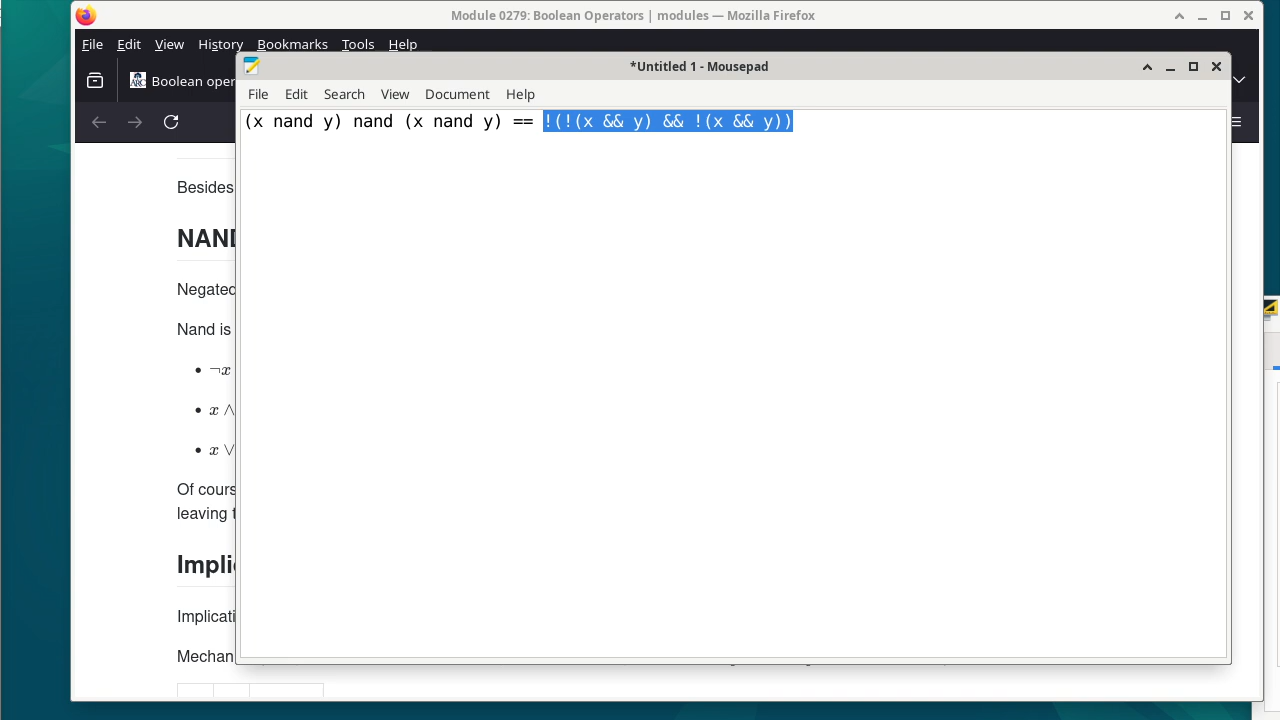 Module 0279: Boolean Operators | modules — Mozilla Firefox
File Edit View History Bookmarks Tools Help
Boolean oper
*Untitled 1 - Mousepad
File Edit Search View Document Help
(x nand y) nand (x nand y) == !(!(x && y) && !(x && y))
Besides
NAND
Negated
Nand is
• ¬x
• x ∧
• x ∨
Of cours
leaving t
Implic
Implicati
Mechan